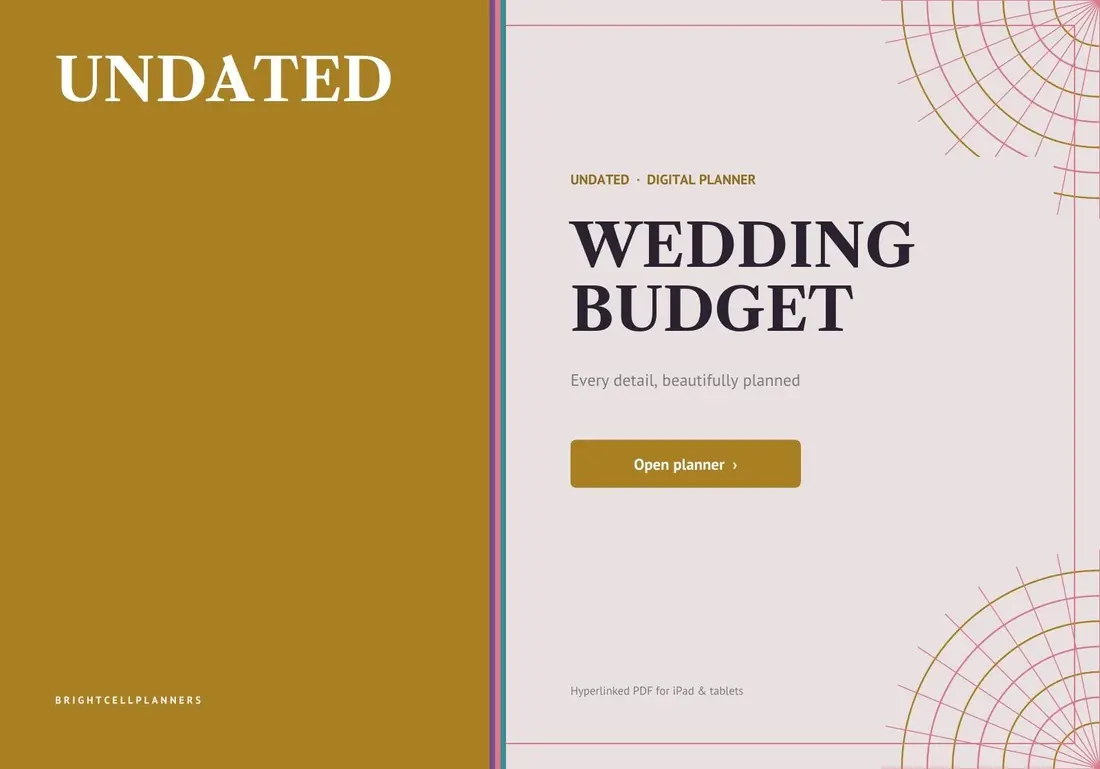 UNDATED
BRIGHTCELLPLANNERS
UNDATED · DIGITAL PLANNER
WEDDING
BUDGET
Every detail, beautifully planned
Open planner ›
Hyperlinked PDF for iPad & tablets